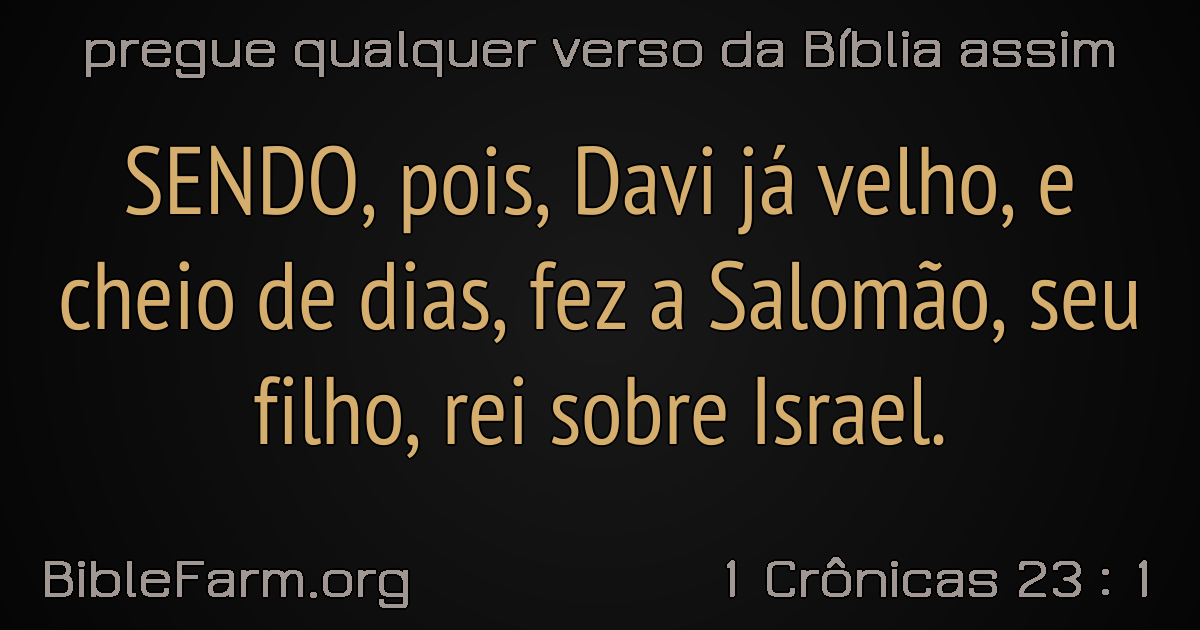 pregue qualquer verso da Bíblia assim
SENDO, pois, Davi já velho, e
cheio de dias, fez a Salomão, seu
filho, rei sobre Israel.
BibleFarm.org
1 Crônicas 23 : 1